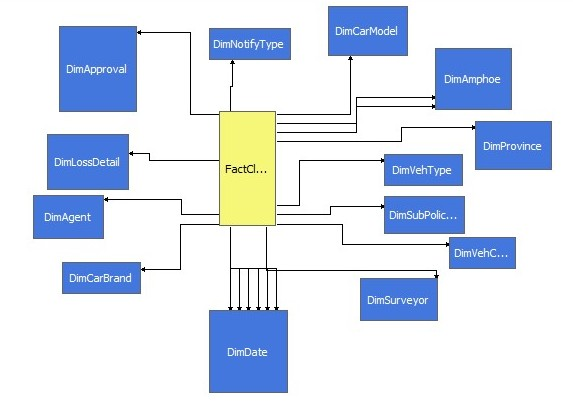 DimCarModel
DimNotifyType
DimApproval
DimAmphoe
DimProvince
DimLossDetail
FactCl...
DimVehType
DimAgent
DimSubPolic...
DimVehC...
DimCarBrand
DimSurveyor
DimDate